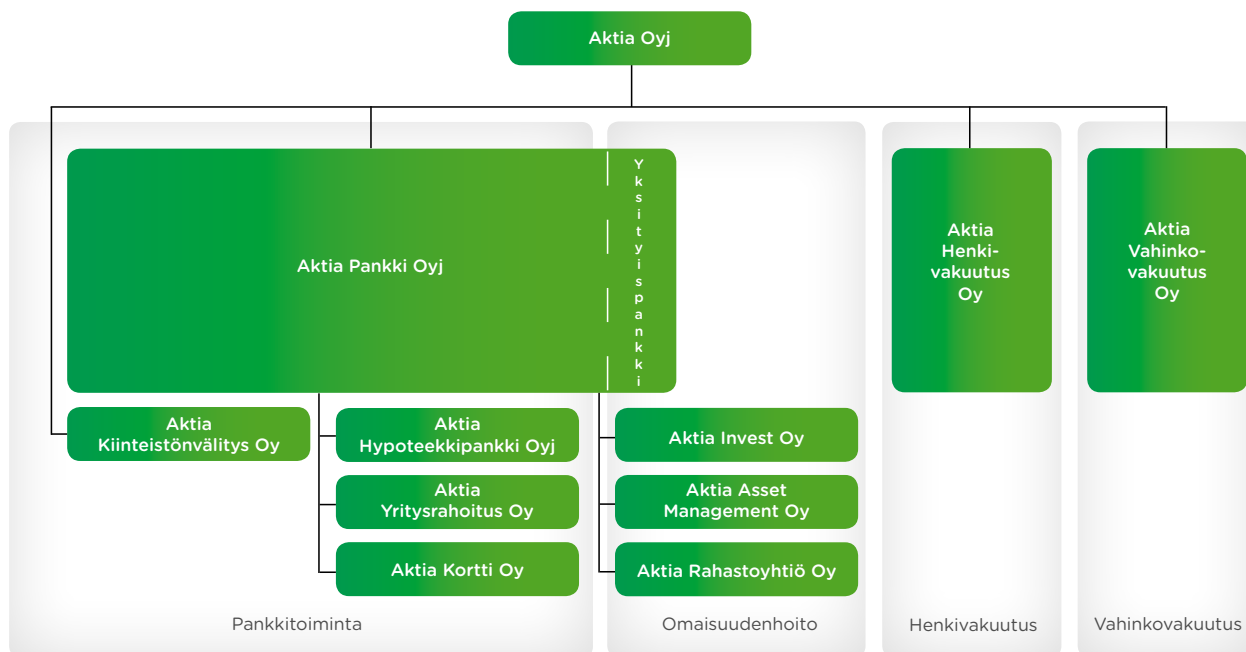 Aktia Oyj
Aktia Pankki Oyj
Yksityispankki
Aktia
Henki-
vakuutus
Oy
Aktia
Vahinko-
vakuutus
Oy
Aktia
Kiinteistönvälitys Oy
Aktia
Hypoteekkipankki Oyj
Aktia Invest Oy
Aktia
Yritysrahoitus Oy
Aktia Asset
Management Oy
Aktia Kortti Oy
Aktia Rahastoyhtiö Oy
Pankkitoiminta
Omaisuudenhoito
Henkivakuutus
Vahinkovakuutus